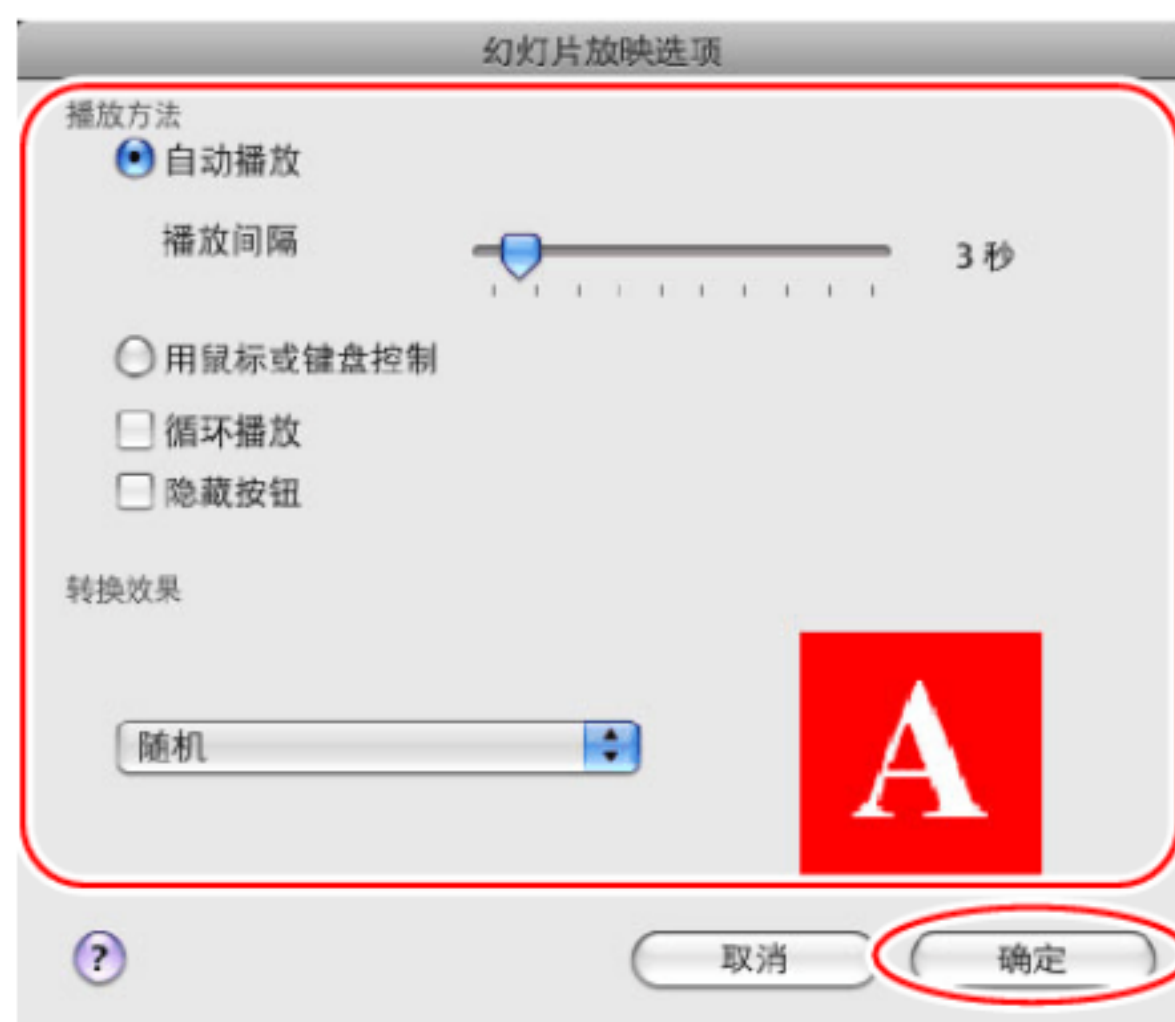 幻灯片放映选项
播放方法
自动播放
播放间隔 3 秒
用鼠标或键盘控制
循环播放
隐藏按钮
转换效果
随机
A
? 取消 确定